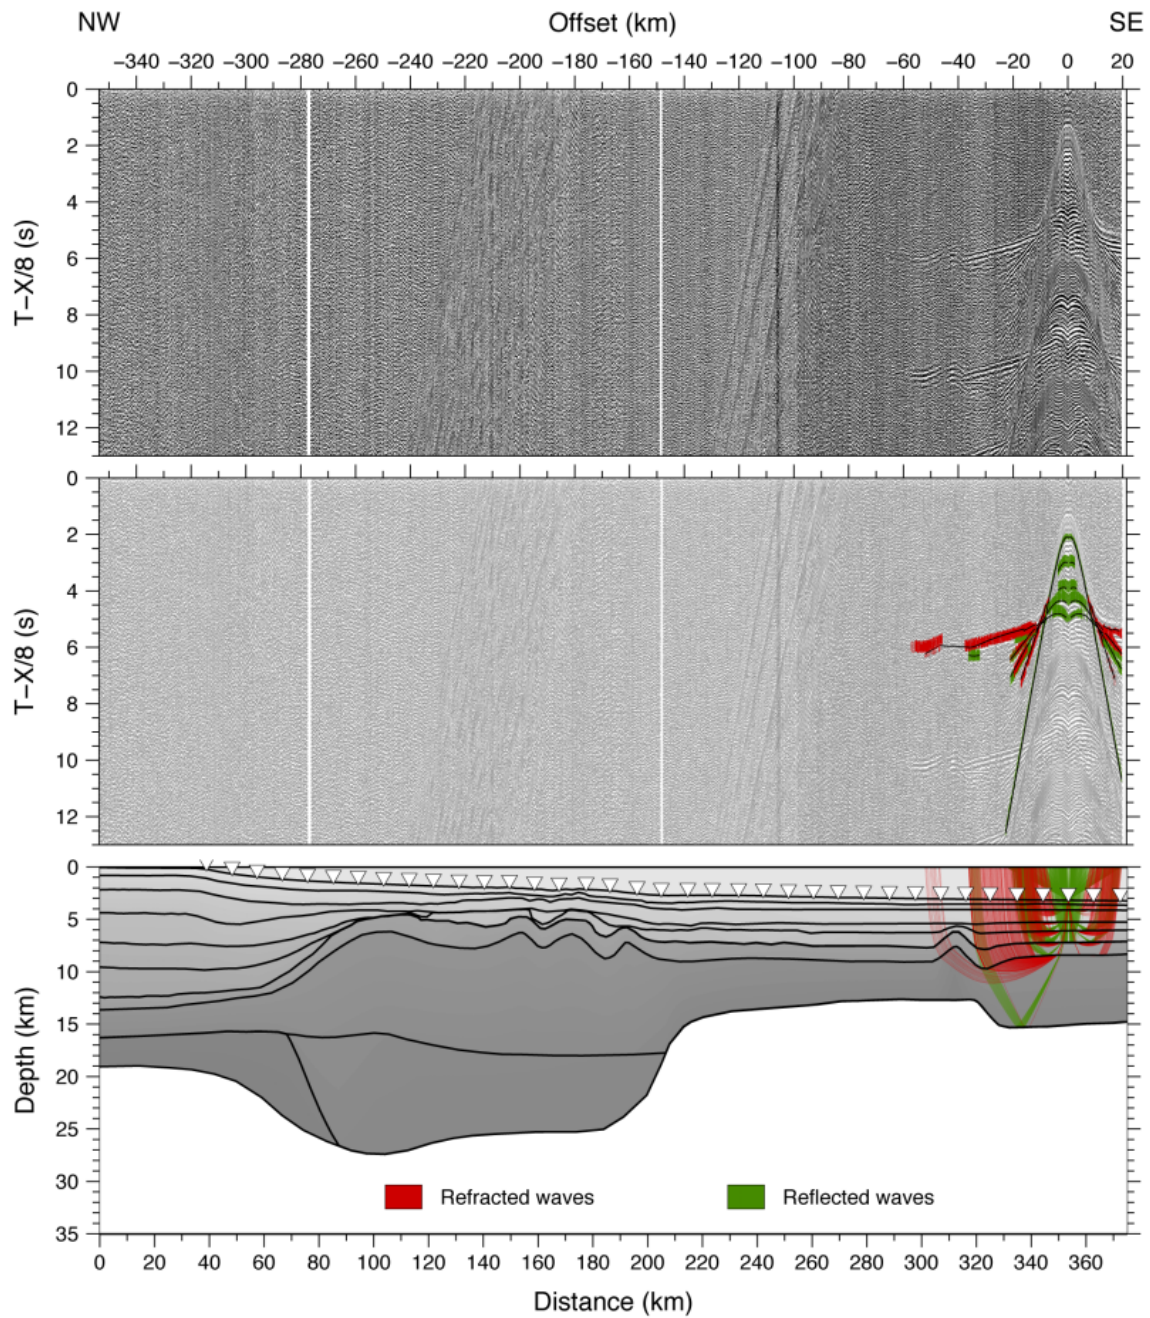 NW Offset (km) SE
−340 −320 −300 −280 −260 −240 −220 −200 −180 −160 −140 −120 −100 −80 −60 −40 −20 0 20
0
2
4
6
8
10
12
T−X/8 (s)
0
2
4
6
8
10
12
T−X/8 (s)
0
5
10
15
20
25
30
35
Depth (km)
Refracted waves Reflected waves
0 20 40 60 80 100 120 140 160 180 200 220 240 260 280 300 320 340 360
Distance (km)